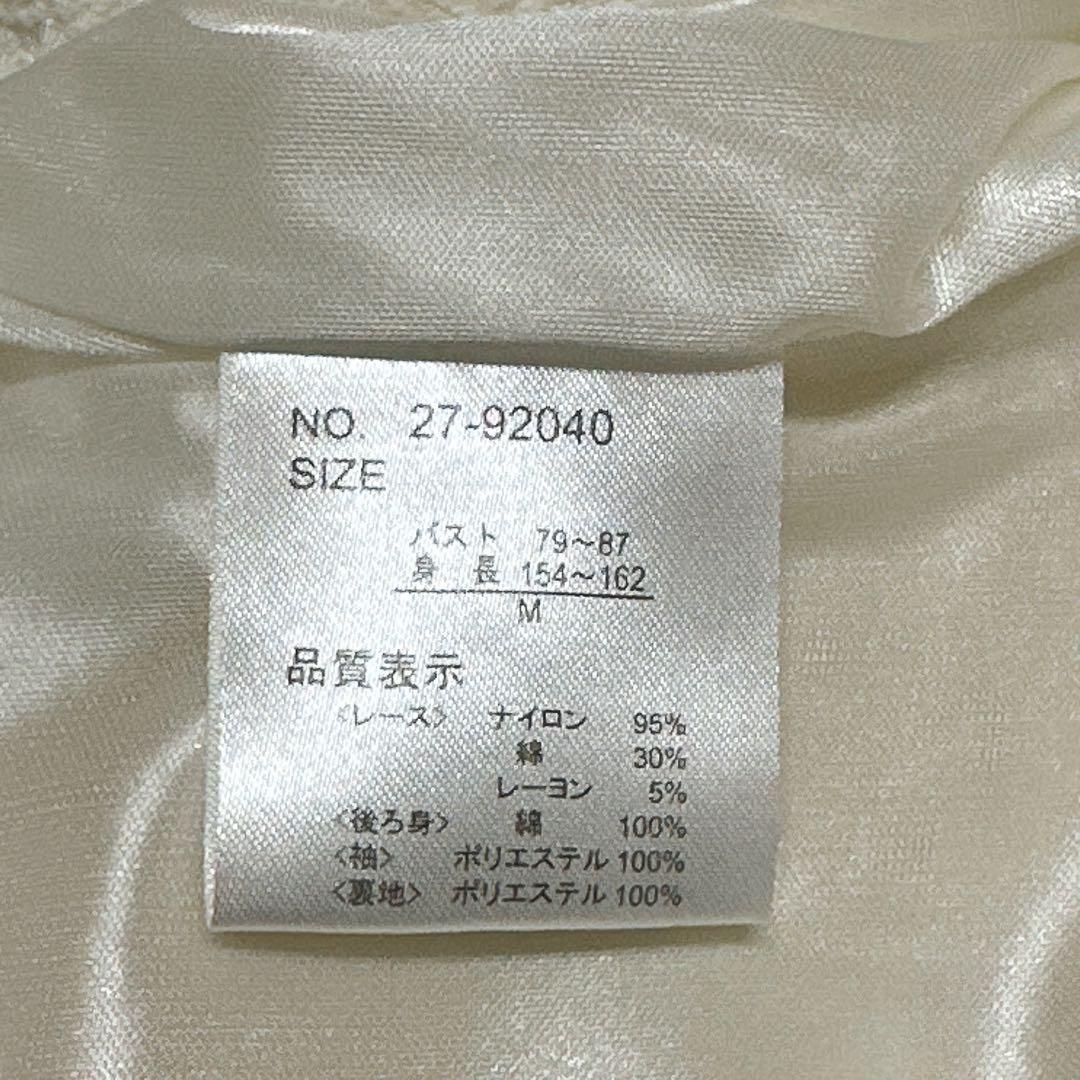 NO. 27-92040
SIZE
バスト 79～87
身長 154～162
M
品質表示
<レース> ナイロン 95%
綿 30%
レーヨン 5%
<後ろ身> 綿 100%
<袖> ポリエステル 100%
<裏地> ポリエステル 100%